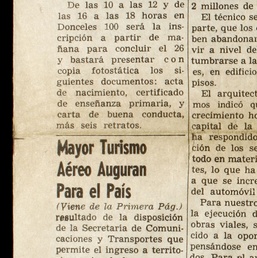 De las 10 a las 12 y de
las 16 a las 18 horas en
Donceles 100 será la ins-
cripción a partir de ma-
ñana para concluir el 26
y bastará presentar con
copia fotostática los si-
guientes documentos: acta
de nacimiento, certificado
de enseñanza primaria, y
carta de buena conducta,
más seis retratos.
Mayor Turismo
Aéreo Auguran
Para el País
(Viene de la Primera Pág.)
resultado de la disposición
de la Secretaría de Comuni-
caciones y Transportes que
permite el ingreso a territo-
2 millones de
El técnico se
parte, que los
ben abandonar
vir a nivel de
tumbrarse a la
es, en edificio
pisos.
El arquitect
mos indicó qu
crecimiento ho
capital de la
ha respondido
ción de los se
todo en materi
tes, lo que ha
a que se incre
del automóvil
Para nuestro
la ejecución d
obras viales, s
cido a la opor
pensándose en